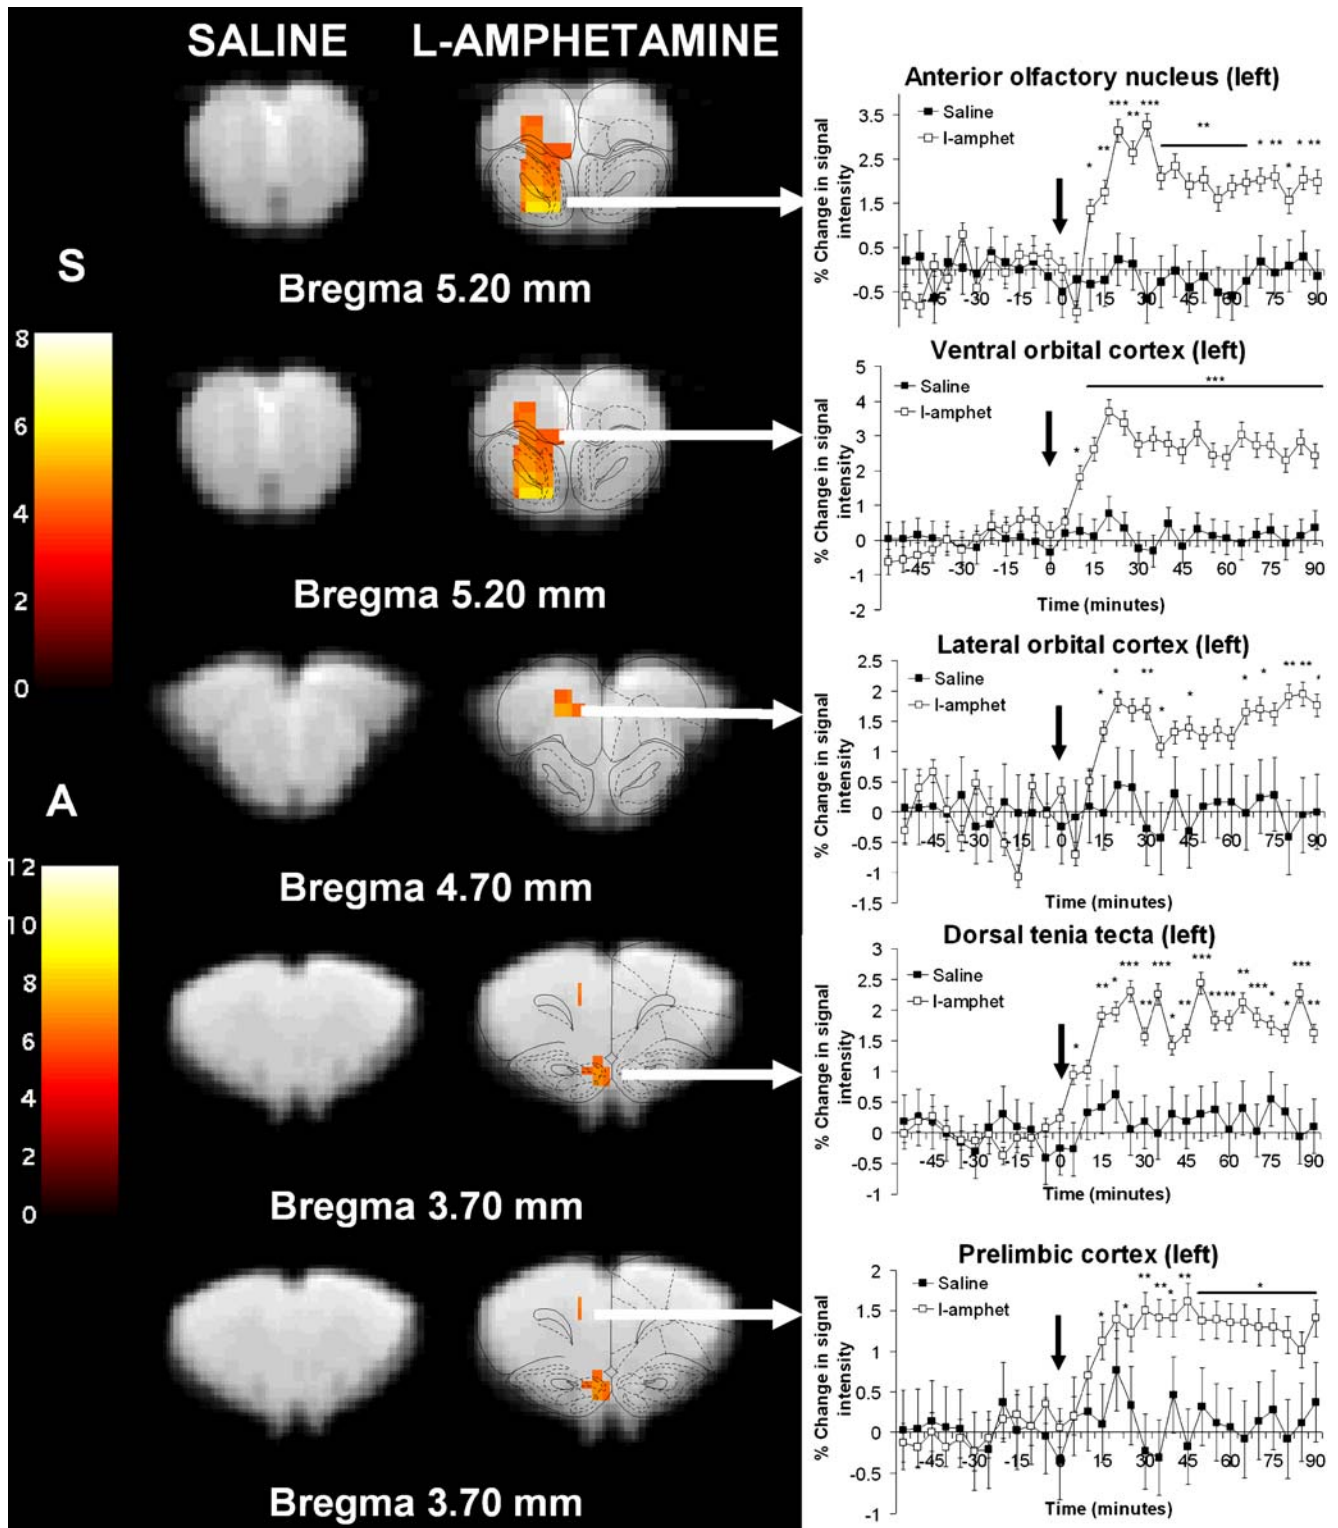 SALINE L-AMPHETAMINE
Bregma 5.20 mm
S
8
6
4
2
0
Bregma 5.20 mm
A
12
10
8
6
4
2
0
Bregma 4.70 mm
Bregma 3.70 mm
Bregma 3.70 mm
Anterior olfactory nucleus (left)
Saline
l-amphet
% Change in signal
intensity
3.5
2.5
1.5
0.5
-0.5
*** ***
** **
* ** * ** * **
*
-45 -30 -15 0 15 30 45 60 75 90
Ventral orbital cortex (left)
Saline
l-amphet
% Change in signal
intensity
5
4
3
2
1
0
-1
-2
***
*
-45 -30 -15 0 15 30 45 60 75 90
Time (minutes)
Lateral orbital cortex (left)
Saline
l-amphet
% Change in signal
intensity
2.5
2
1.5
1
0.5
0
-0.5
-1
-1.5
* * ** * * * * ** **
-45 -30 -15 0 15 30 45 60 75 90
Time (minutes)
Dorsal tenia tecta (left)
Saline
l-amphet
% Change in signal
intensity
3
2.5
2
1.5
1
0.5
0
-0.5
-1
* ** * *** ** *** * ** *** ** ** ** *** * * *** **
-45 -30 -15 0 15 30 45 60 75 90
Time (minutes)
Prelimbic cortex (left)
Saline
l-amphet
% Change in signal
intensity
2
1.5
1
0.5
0
-0.5
-1
* * ** ** * ** *
-45 -30 -15 0 15 30 45 60 75 90
Time (minutes)